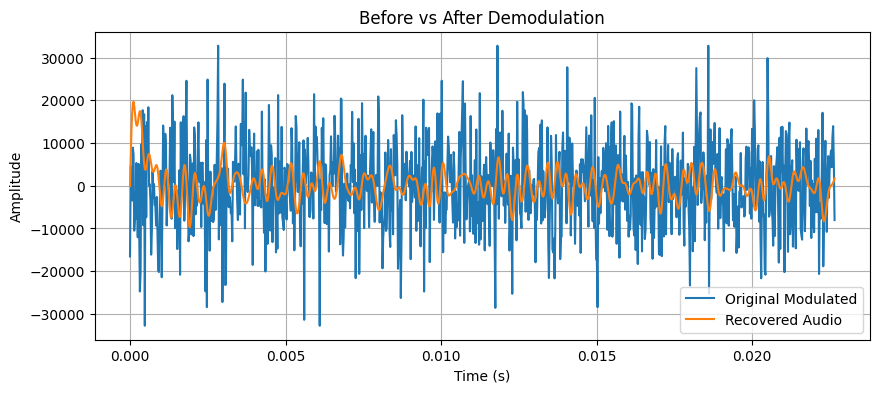 Before vs After Demodulation
Amplitude
30000
20000
10000
0
−10000
−20000
−30000
0.000
0.005
0.010
0.015
0.020
Time (s)
Original Modulated
Recovered Audio